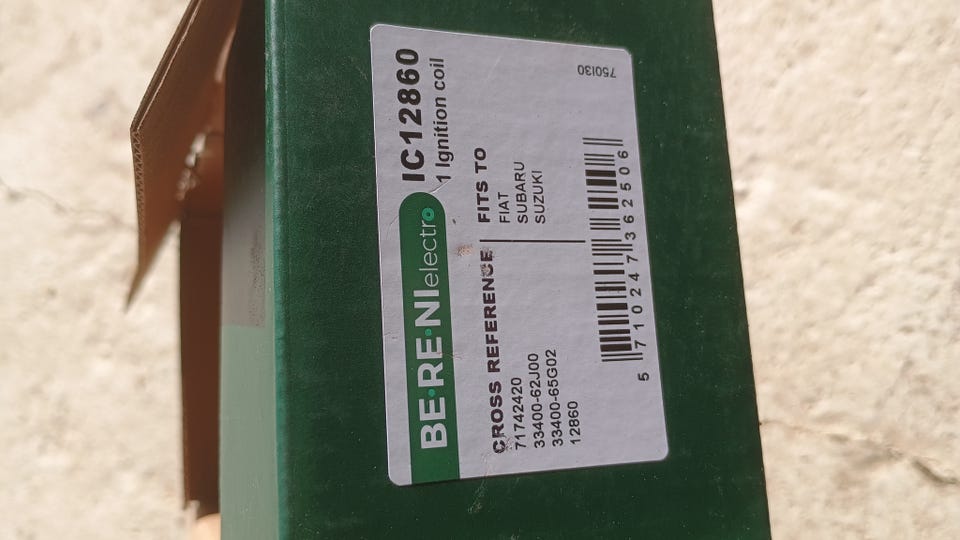 BE·RE·NI electro
IC12860
1 Ignition coil
CROSS REFERENCE
71742420
33400-62J00
33400-65G02
12860
FITS TO
FIAT
SUBARU
SUZUKI
5 710247 362506
750I30